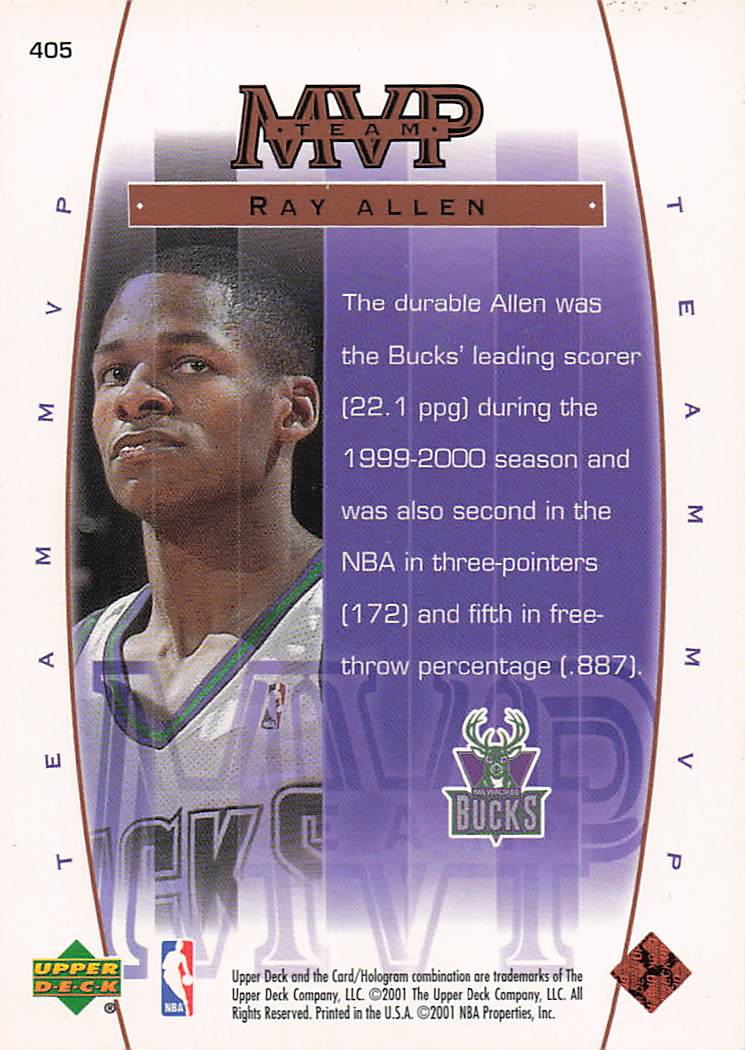 405
MVP
·TEAM·
RAY ALLEN
TEAM MVP
TEAM MVP
The durable Allen was
the Bucks' leading scorer
(22.1 ppg) during the
1999-2000 season and
was also second in the
NBA in three-pointers
(172) and fifth in free-
throw percentage (.887).
MVP
TEAM
UCKS
MILWAUKEE
BUCKS
UPPER
D·E·C·K
®
NBA
Upper Deck and the Card/Hologram combination are trademarks of The
Upper Deck Company, LLC. ©2001 The Upper Deck Company, LLC. All
Rights Reserved. Printed in the U.S.A. ©2001 NBA Properties, Inc.